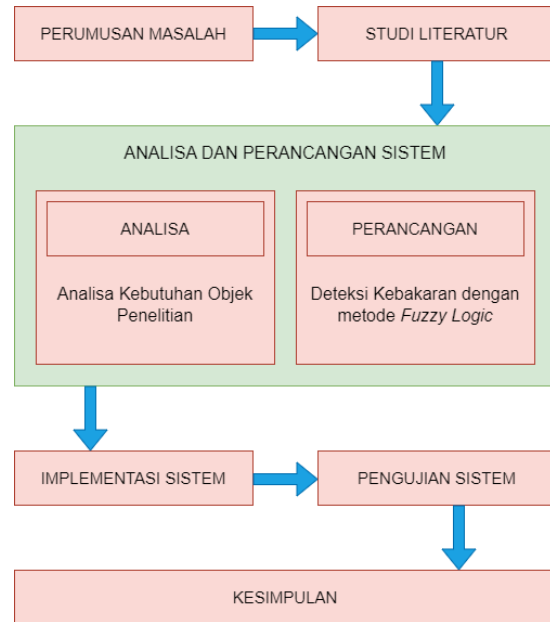 PERUMUSAN MASALAH
STUDI LITERATUR
ANALISA DAN PERANCANGAN SISTEM
ANALISA
Analisa Kebutuhan Objek
Penelitian
PERANCANGAN
Deteksi Kebakaran dengan
metode Fuzzy Logic
IMPLEMENTASI SISTEM
PENGUJIAN SISTEM
KESIMPULAN